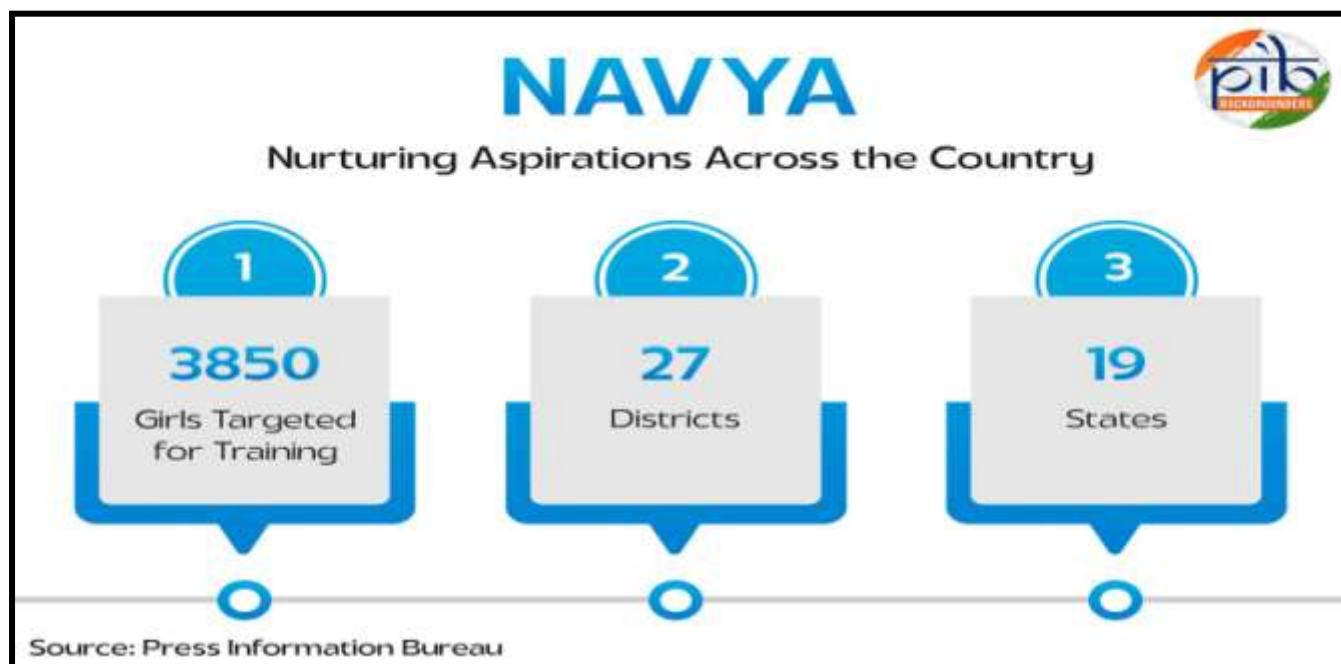 NAVYA
pib
BACKGROUNDERS
Nurturing Aspirations Across the Country
1
3850
Girls Targeted
for Training
2
27
Districts
3
19
States
Source: Press Information Bureau